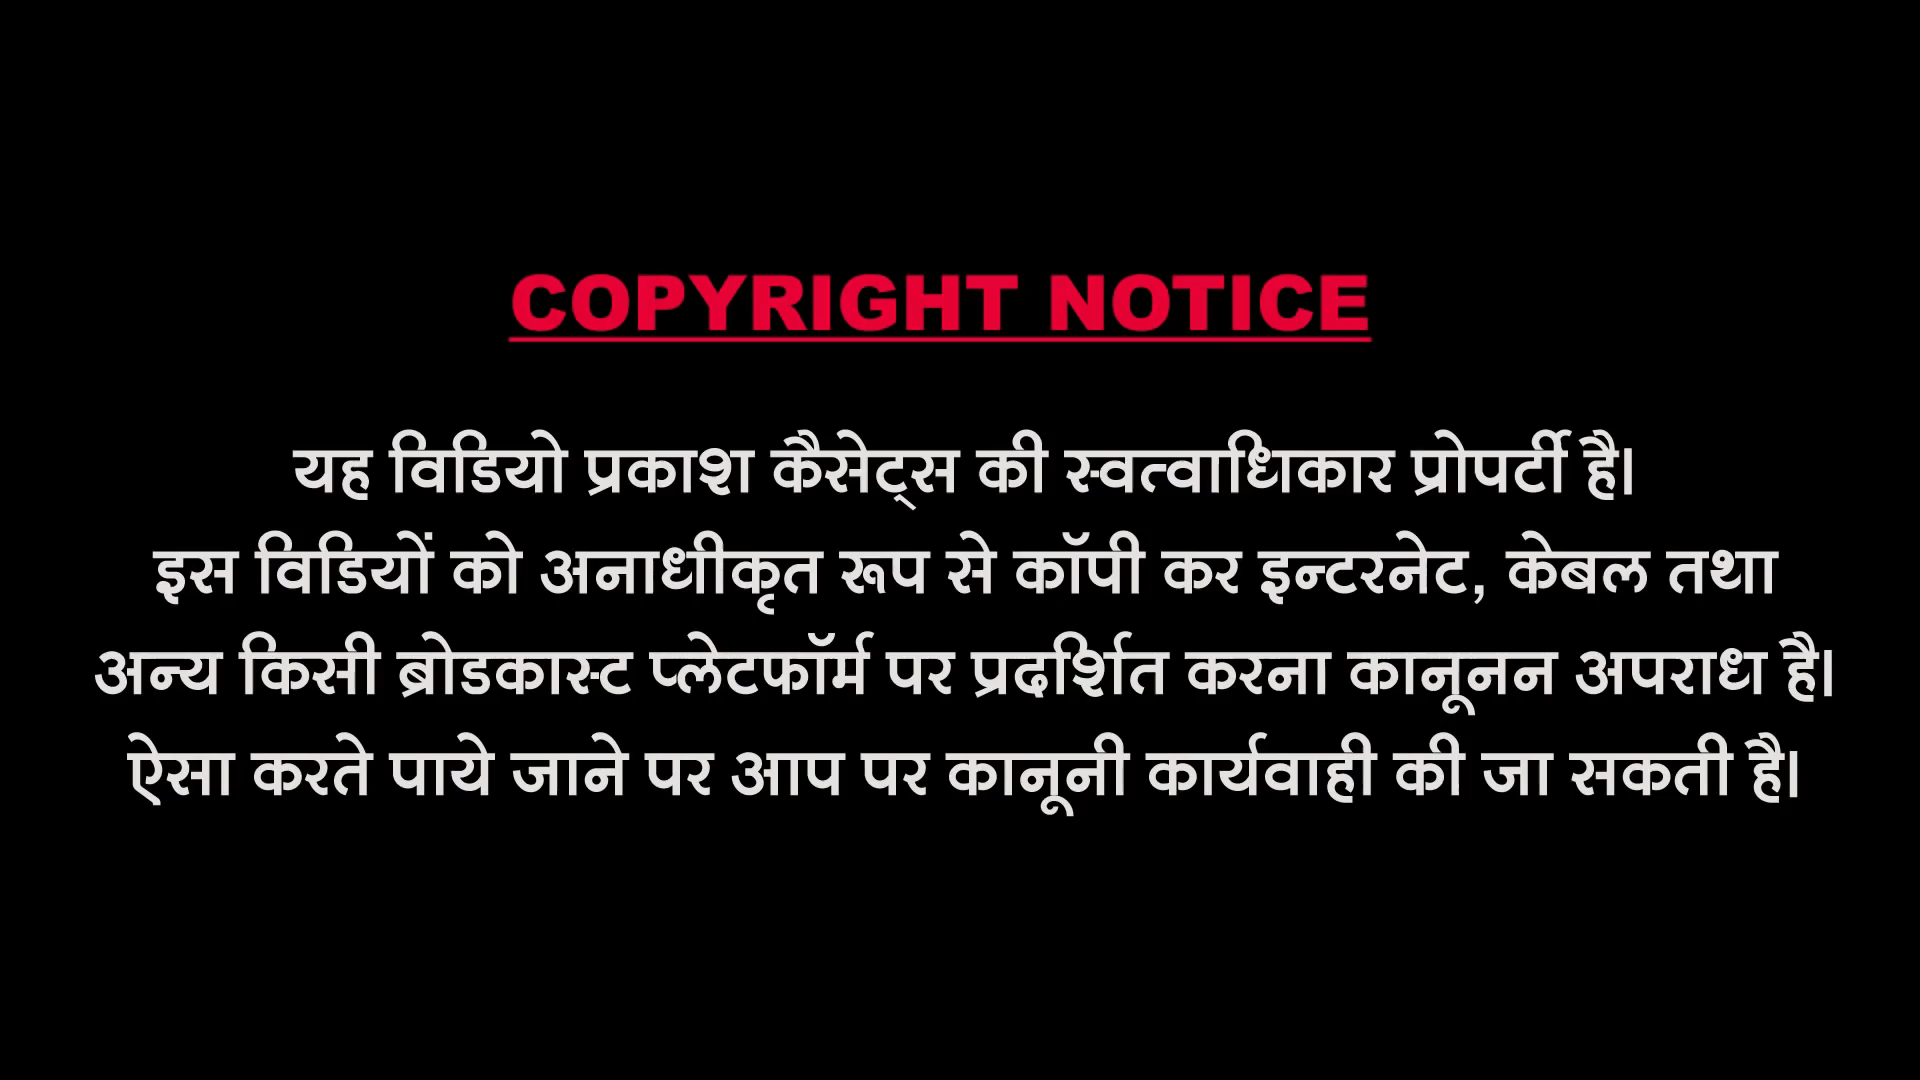 COPYRIGHT NOTICE
यह विडियो प्रकाश कैसेट्स की स्वत्वाधिकार प्रोपर्टी है।
इस विडियों को अनाधीकृत रूप से कॉपी कर इन्टरनेट, केबल तथा
अन्य किसी ब्रोडकास्ट प्लेटफॉर्म पर प्रदर्शित करना कानूनन अपराध है।
ऐसा करते पाये जाने पर आप पर कानूनी कार्यवाही की जा सकती है।